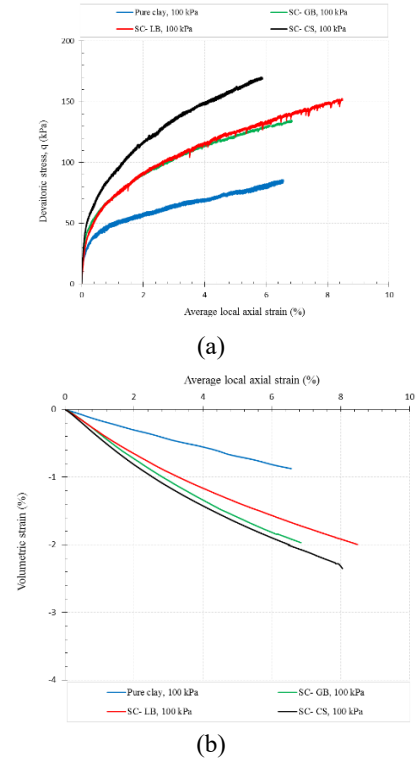 Pure clay, 100 kPa
SC- GB, 100 kPa
SC- LB, 100 kPa
SC- CS, 100 kPa
200
150
100
50
0
Devaitoric stress, q (kPa)
0 2 4 6 8 10
Average local axial strain (%)
(a)
Average local axial strain (%)
0 2 4 6 8 10
0
-1
-2
-3
-4
Volumetric strain (%)
Pure clay, 100 kPa
SC- GB, 100 kPa
SC- LB, 100 kPa
SC- CS, 100 kPa
(b)